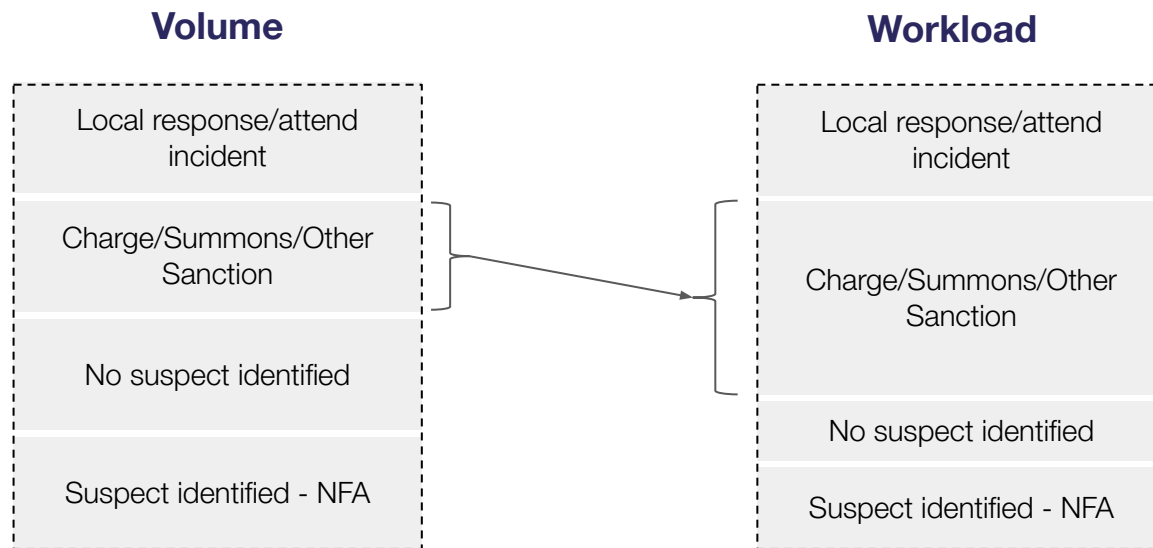 Volume
Local response/attend
incident
Charge/Summons/Other
Sanction
No suspect identified
Suspect identified - NFA
Workload
Local response/attend
incident
Charge/Summons/Other
Sanction
No suspect identified
Suspect identified - NFA